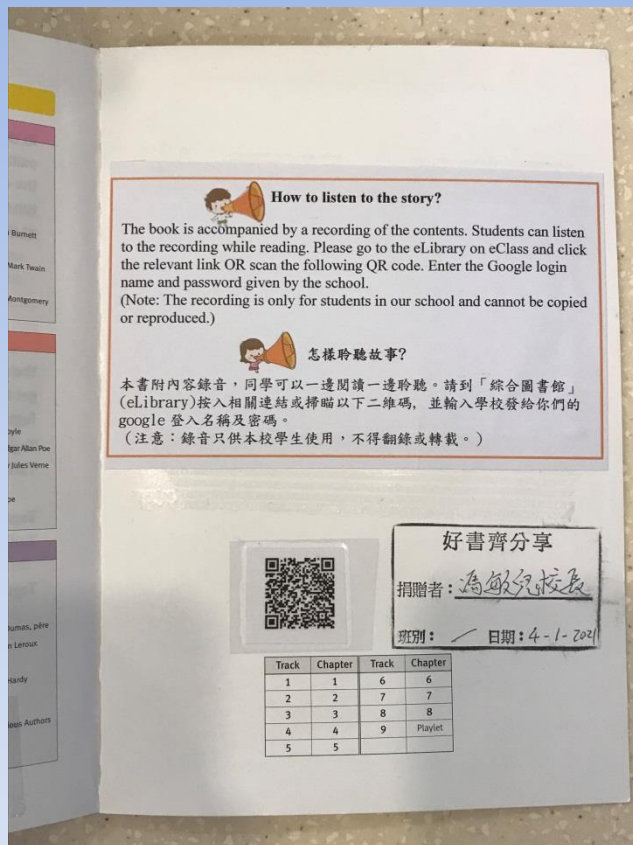 Burnett
Mark Twain
Montgomery
oyle
dgar Allan Poe
Jules Verne
oe
Dumas, père
n Leroux
Hardy
ious Authors
How to listen to the story?
The book is accompanied by a recording of the contents. Students can listen
to the recording while reading. Please go to the eLibrary on eClass and click
the relevant link OR scan the following QR code. Enter the Google login
name and password given by the school.
(Note: The recording is only for students in our school and cannot be copied
or reproduced.)
怎樣聆聽故事?
本書附內容錄音，同學可以一邊閱讀一邊聆聽。請到「綜合圖書館」
(eLibrary)按入相關連結或掃瞄以下二維碼, 並輸入學校發給你們的
google 登入名稱及密碼。
（注意：錄音只供本校學生使用，不得翻錄或轉載。）
好書齊分享
捐贈者：馮敏兒校長
班別： / 日期：4-1-2021
Track Chapter Track Chapter
1 1 6 6
2 2 7 7
3 3 8 8
4 4 9 Playlet
5 5